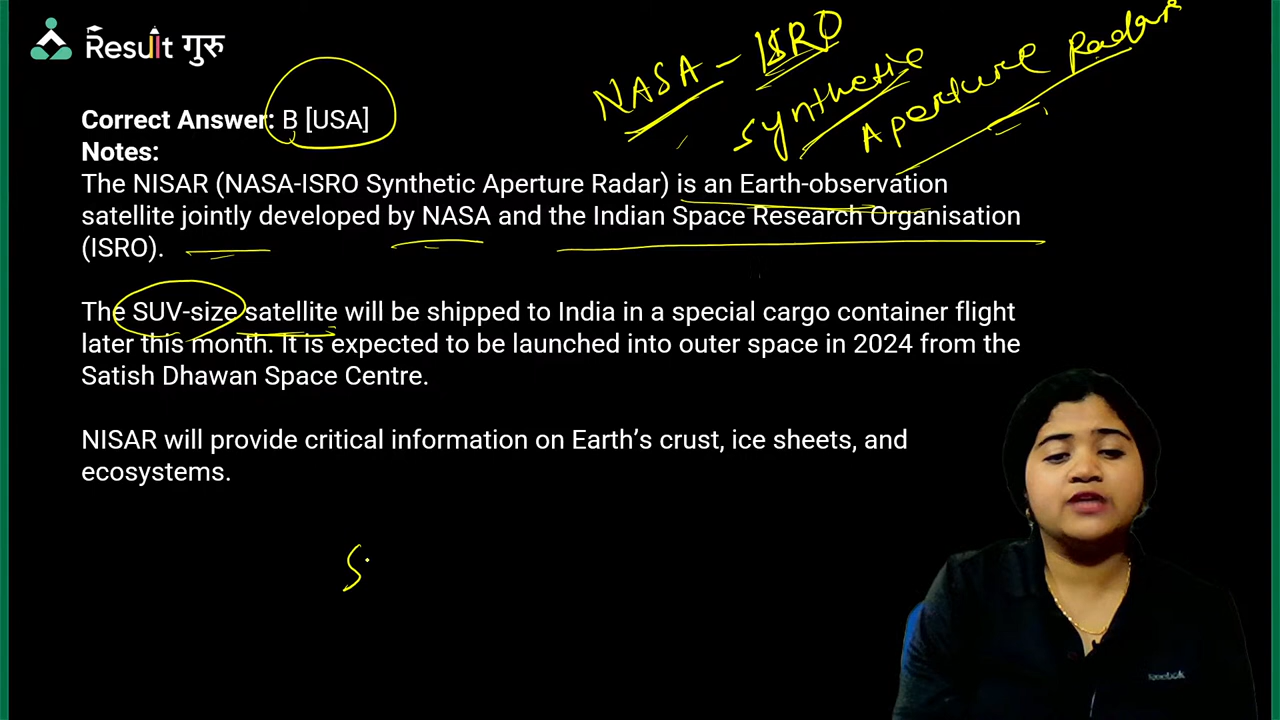 Result गुरु
NASA - ISRO
Synthetic
Aperture Radar
Correct Answer: B [USA]
Notes:
The NISAR (NASA-ISRO Synthetic Aperture Radar) is an Earth-observation
satellite jointly developed by NASA and the Indian Space Research Organisation
(ISRO).
The SUV-size satellite will be shipped to India in a special cargo container flight
later this month. It is expected to be launched into outer space in 2024 from the
Satish Dhawan Space Centre.
NISAR will provide critical information on Earth’s crust, ice sheets, and
ecosystems.
S
Reebok